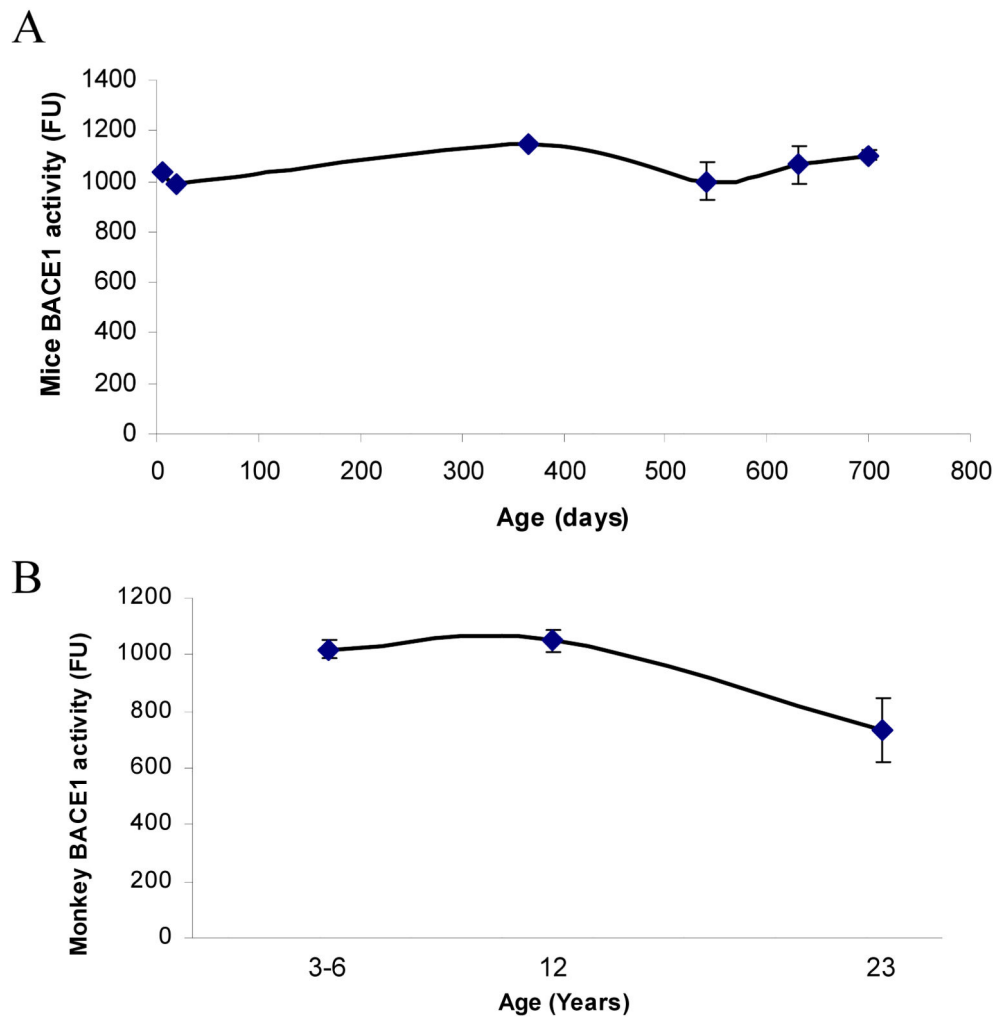 A
Mice BACE1 activity (FU)
1400
1200
1000
800
600
400
200
0
0 100 200 300 400 500 600 700 800
Age (days)
B
Monkey BACE1 activity (FU)
1200
1000
800
600
400
200
0
3-6 12 23
Age (Years)